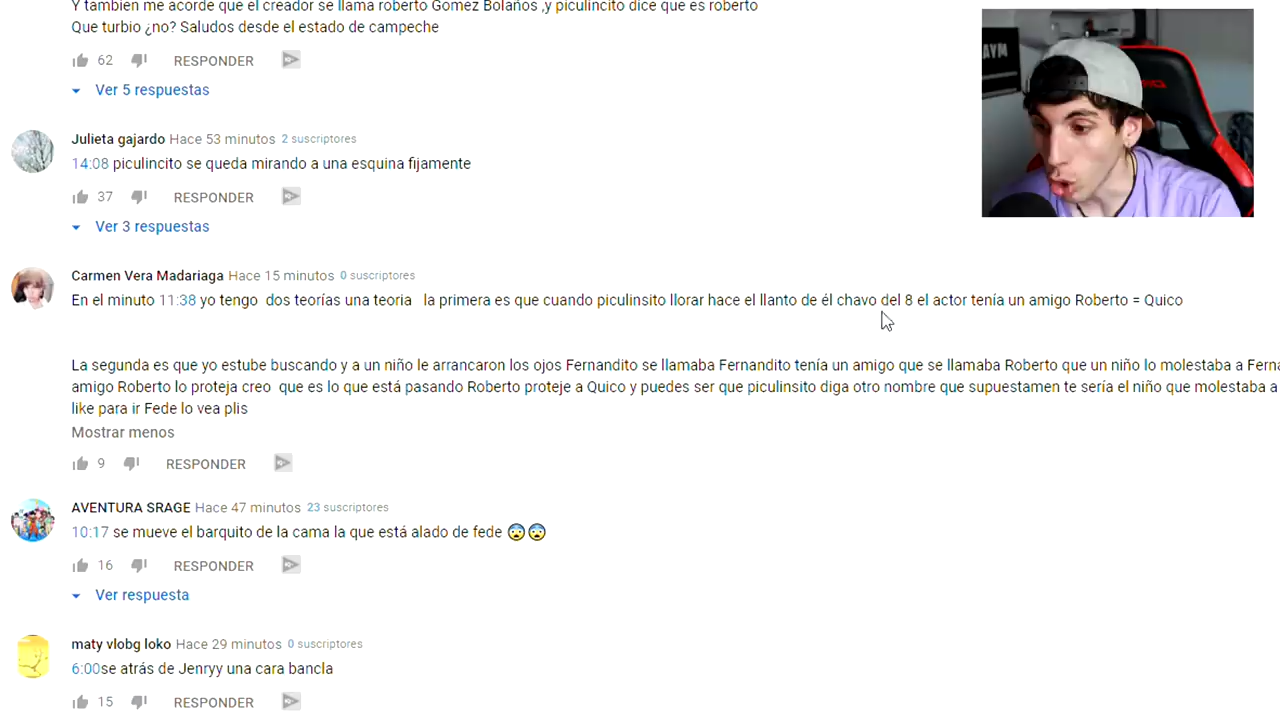 Y tambien me acorde que el creador se llama roberto Gomez Bolaños ,y piculincito dice que es roberto
Que turbio ¿no? Saludos desde el estado de campeche
62 RESPONDER
Ver 5 respuestas
Julieta gajardo Hace 53 minutos 2 suscriptores
14:08 piculincito se queda mirando a una esquina fijamente
37 RESPONDER
Ver 3 respuestas
Carmen Vera Madariaga Hace 15 minutos 0 suscriptores
En el minuto 11:38 yo tengo dos teorías una teoria la primera es que cuando piculinsito llorar hace el llanto de él chavo del 8 el actor tenía un amigo Roberto = Quico
La segunda es que yo estube buscando y a un niño le arrancaron los ojos Fernandito se llamaba Fernandito tenía un amigo que se llamaba Roberto que un niño lo molestaba a Ferna
amigo Roberto lo proteja creo que es lo que está pasando Roberto proteje a Quico y puedes ser que piculinsito diga otro nombre que supuestamen te sería el niño que molestaba a
like para ir Fede lo vea plis
Mostrar menos
9 RESPONDER
AVENTURA SRAGE Hace 47 minutos 23 suscriptores
10:17 se mueve el barquito de la cama la que está alado de fede 😨😨
16 RESPONDER
Ver respuesta
maty vlobg loko Hace 29 minutos 0 suscriptores
6:00se atrás de Jenryy una cara bancla
15 RESPONDER